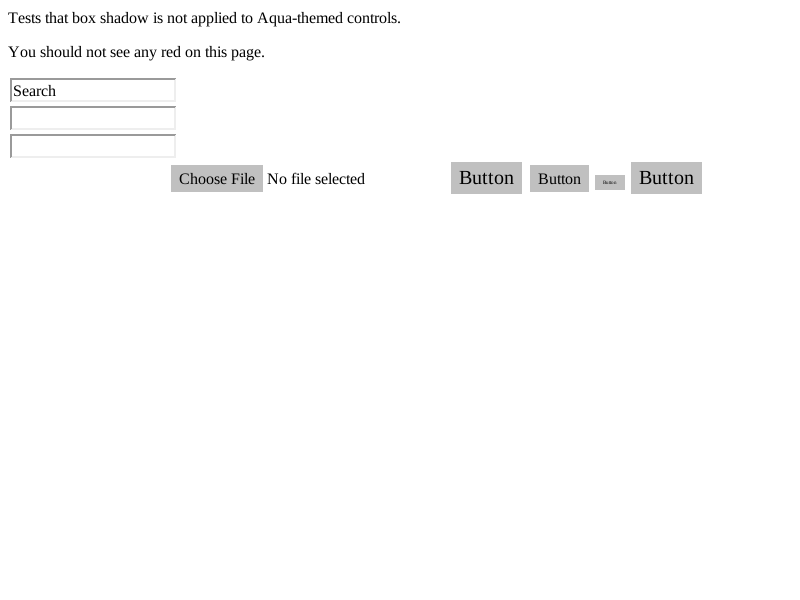 Tests that box shadow is not applied to Aqua-themed controls.
You should not see any red on this page.
Search
Choose File No file selected Button Button Button Button